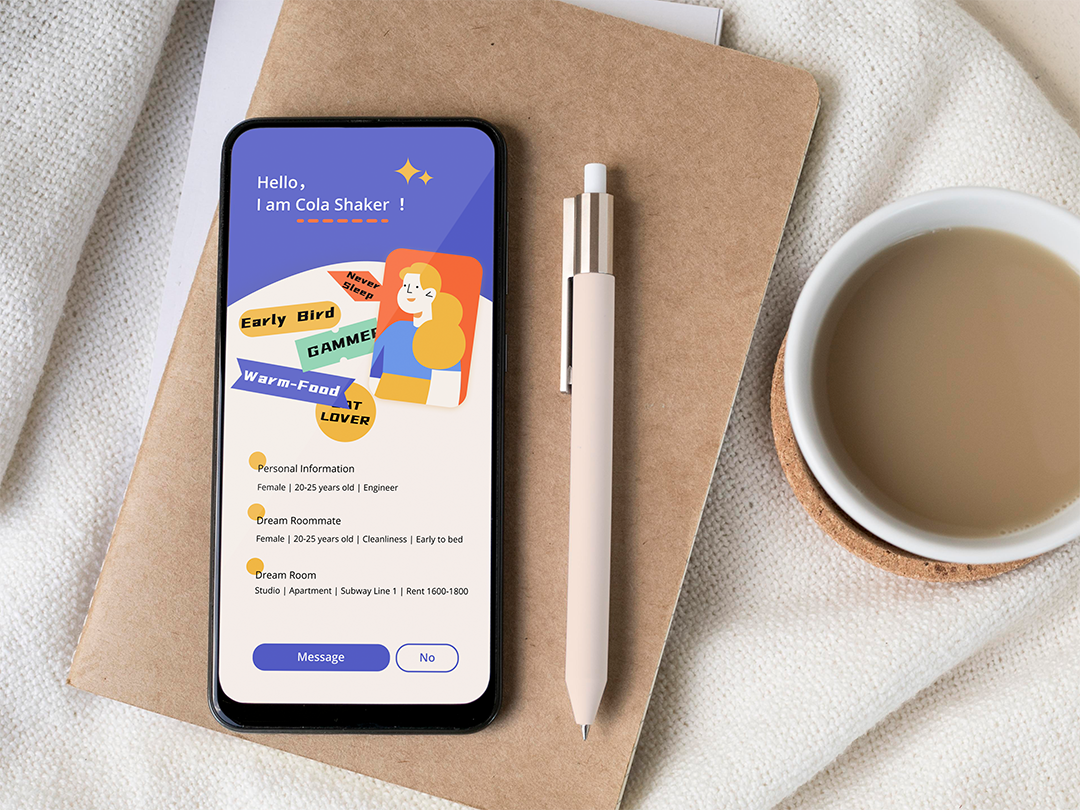 Hello,
I am Cola Shaker !
Never
Sleep
Early Bird
GAMMER
Warm-Food
LOVER
Personal Information
Female | 20-25 years old | Engineer
Dream Roommate
Female | 20-25 years old | Cleanliness | Early to bed
Dream Room
Studio | Apartment | Subway Line 1 | Rent 1600-1800
Message
No